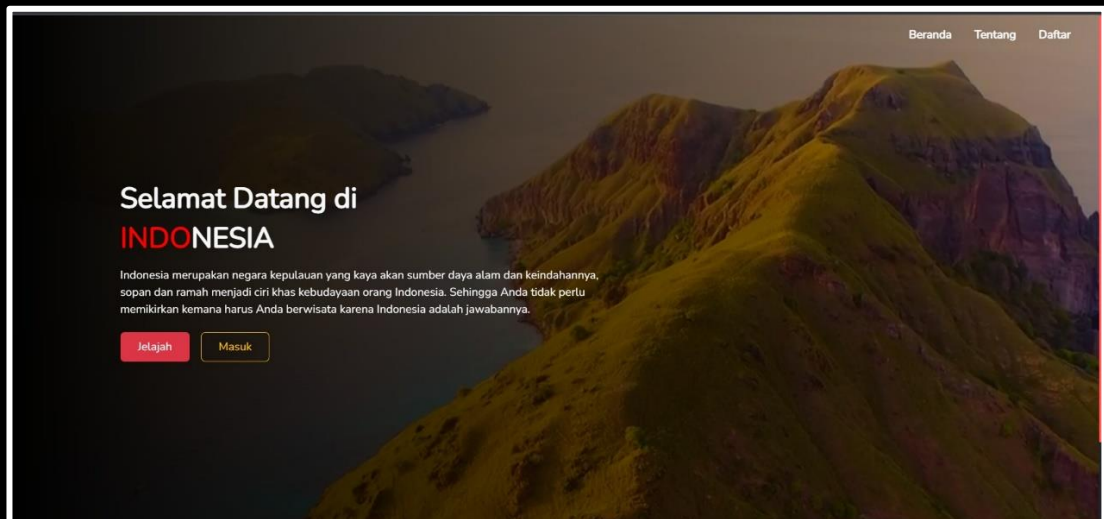 Beranda Tentang Daftar
Selamat Datang di
INDONESIA
Indonesia merupakan negara kepulauan yang kaya akan sumber daya alam dan keindahannya,
sopan dan ramah menjadi ciri khas kebudayaan orang Indonesia. Sehingga Anda tidak perlu
memikirkan kemana harus Anda berwisata karena Indonesia adalah jawabannya.
Jelajah Masuk